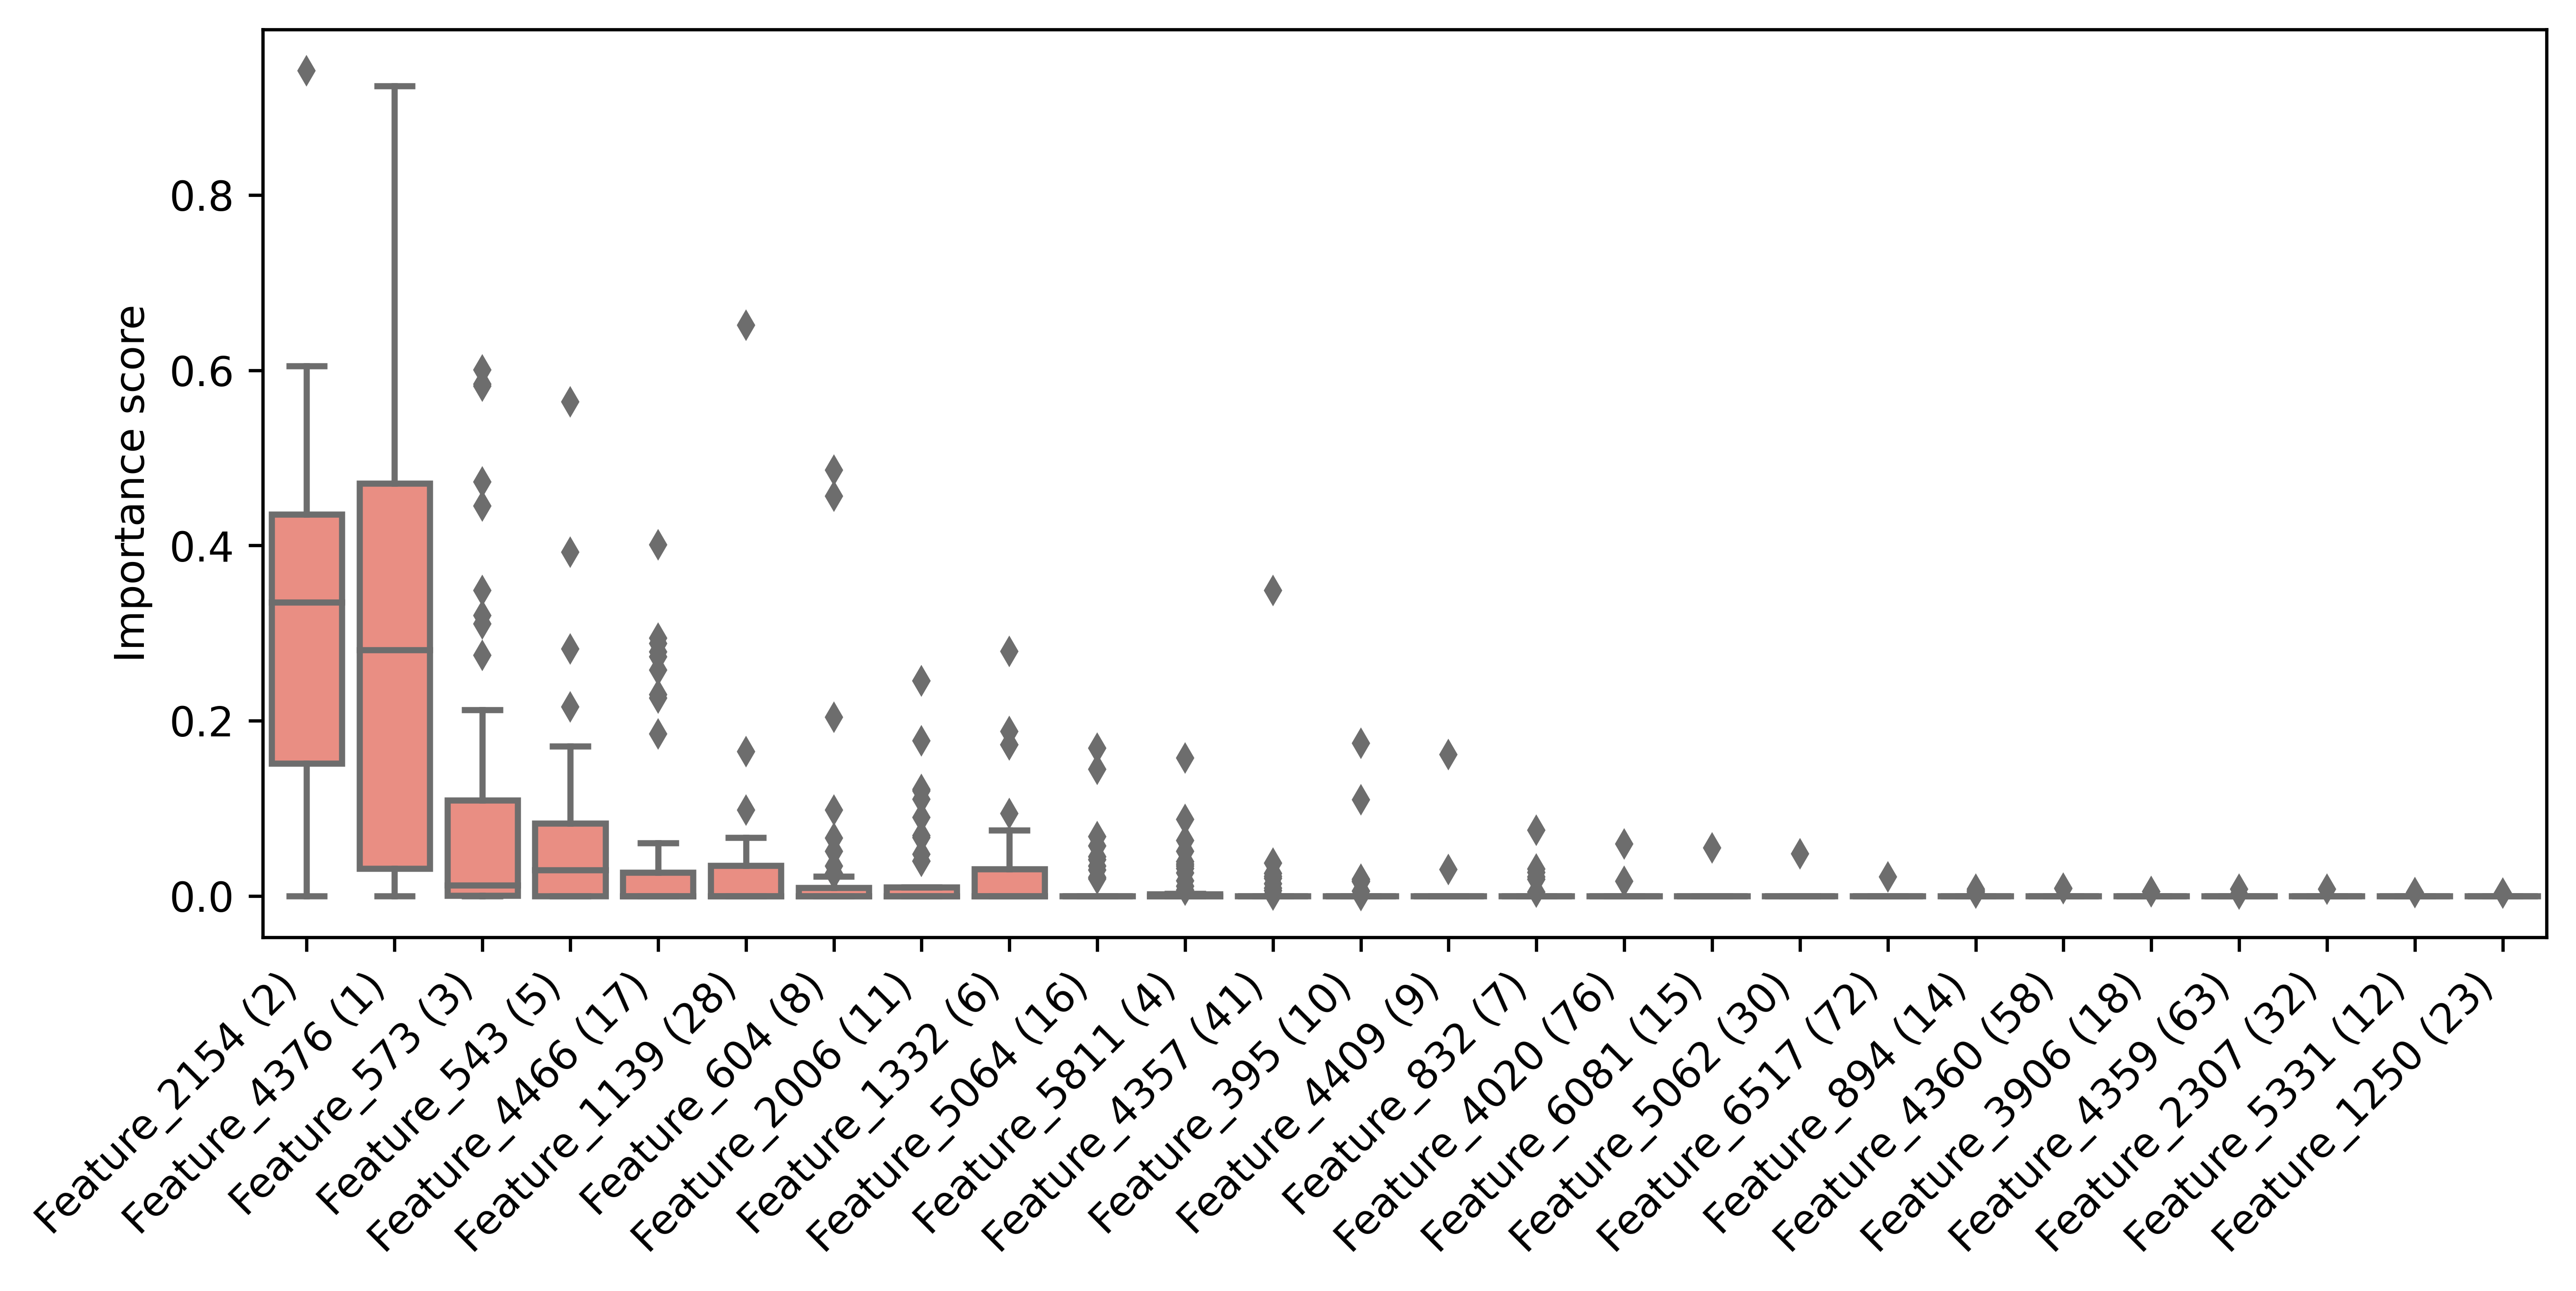 Importance score
0.8
0.6
0.4
0.2
0.0
Feature_2154 (2)
Feature_4376 (1)
Feature_573 (3)
Feature_543 (5)
Feature_4466 (17)
Feature_1139 (28)
Feature_604 (8)
Feature_2006 (11)
Feature_1332 (6)
Feature_5064 (16)
Feature_5811 (4)
Feature_4357 (41)
Feature_395 (10)
Feature_4409 (9)
Feature_832 (7)
Feature_4020 (76)
Feature_6081 (15)
Feature_5062 (30)
Feature_6517 (72)
Feature_894 (14)
Feature_4360 (58)
Feature_3906 (18)
Feature_4359 (63)
Feature_2307 (32)
Feature_5331 (12)
Feature_1250 (23)